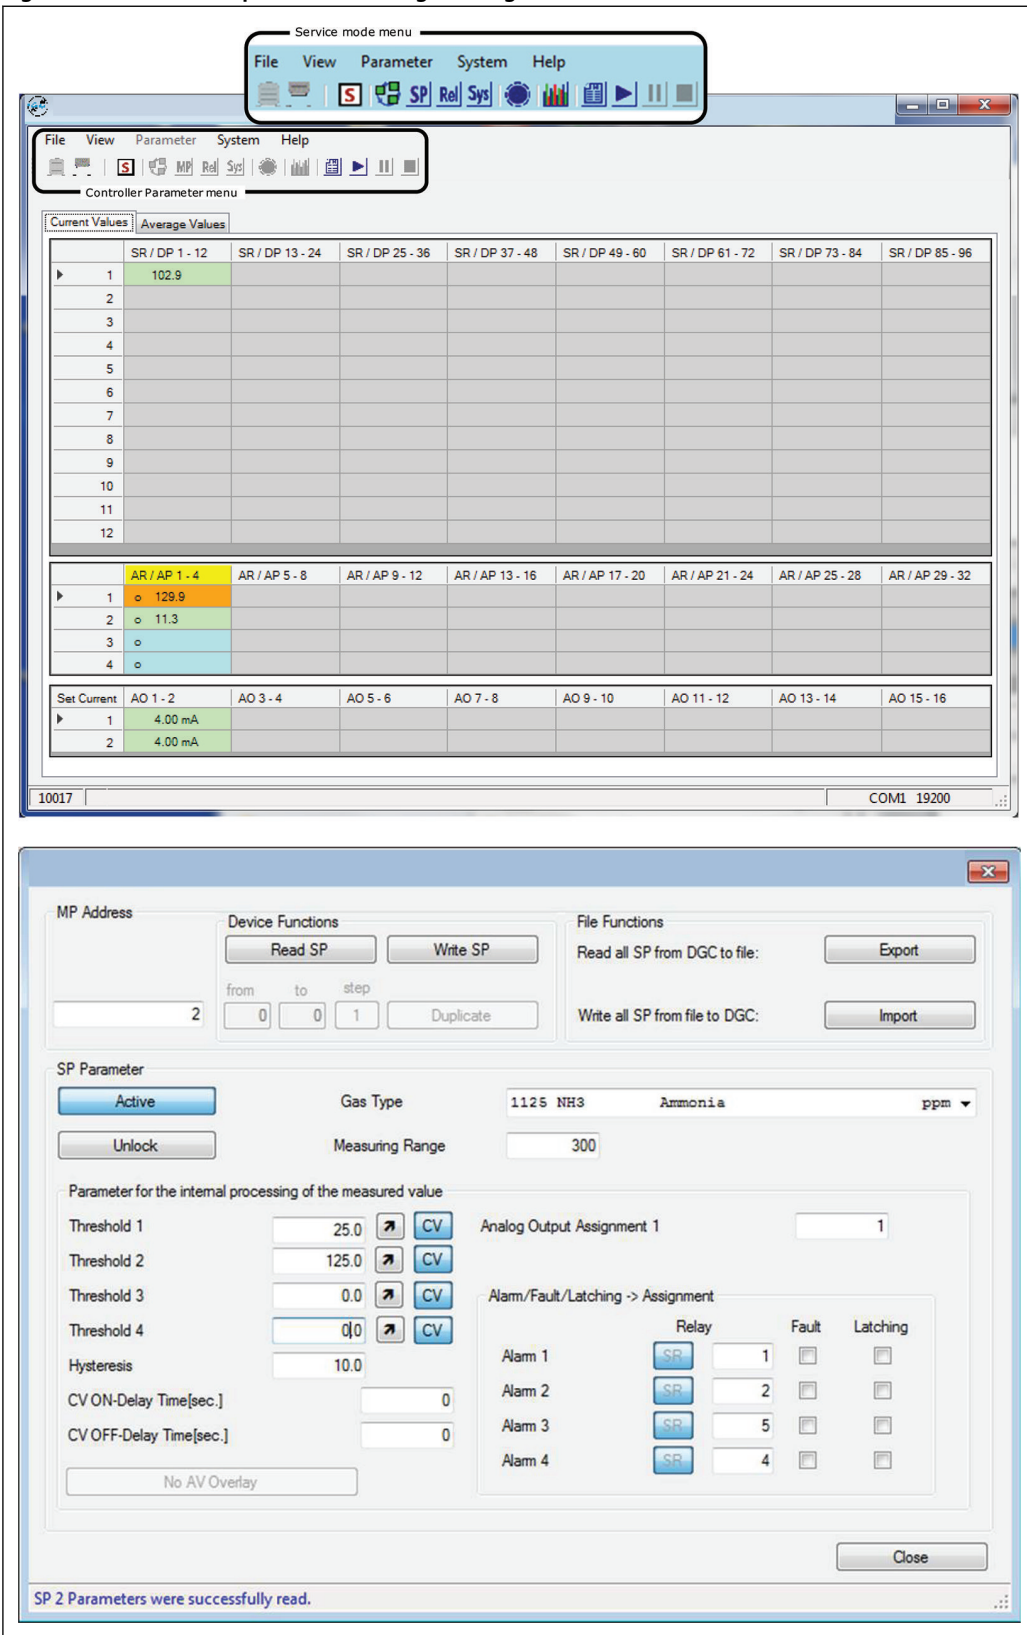 Service mode menu
File View Parameter System Help
S SP Rel Sys
File View Parameter System Help
S MP Rel Sys
Controller Parameter menu
Current Values Average Values
SR / DP 1 - 12 SR / DP 13 - 24 SR / DP 25 - 36 SR / DP 37 - 48 SR / DP 49 - 60 SR / DP 61 - 72 SR / DP 73 - 84 SR / DP 85 - 96
1 102.9
2
3
4
5
6
7
8
9
10
11
12
AR / AP 1 - 4 AR / AP 5 - 8 AR / AP 9 - 12 AR / AP 13 - 16 AR / AP 17 - 20 AR / AP 21 - 24 AR / AP 25 - 28 AR / AP 29 - 32
1 o 129.9
2 o 11.3
3 o
4 o
Set Current AO 1 - 2 AO 3 - 4 AO 5 - 6 AO 7 - 8 AO 9 - 10 AO 11 - 12 AO 13 - 14 AO 15 - 16
1 4.00 mA
2 4.00 mA
10017 COM1 19200
MP Address Device Functions File Functions
Read SP Write SP Read all SP from DGC to file: Export
from to step
2 0 0 1 Duplicate Write all SP from file to DGC: Import
SP Parameter
Active Gas Type 1125 NH3 Ammonia ppm
Unlock Measuring Range 300
Parameter for the internal processing of the measured value
Threshold 1 25.0 CV Analog Output Assignment 1 1
Threshold 2 125.0 CV
Threshold 3 0.0 CV Alarm/Fault/Latching -> Assignment
Threshold 4 0.0 CV Relay Fault Latching
Hysteresis 10.0 Alarm 1 SR 1
CV ON-Delay Time[sec.] 0 Alarm 2 SR 2
CV OFF-Delay Time[sec.] 0 Alarm 3 SR 5
No AV Overlay Alarm 4 SR 4
Close
SP 2 Parameters were successfully read.